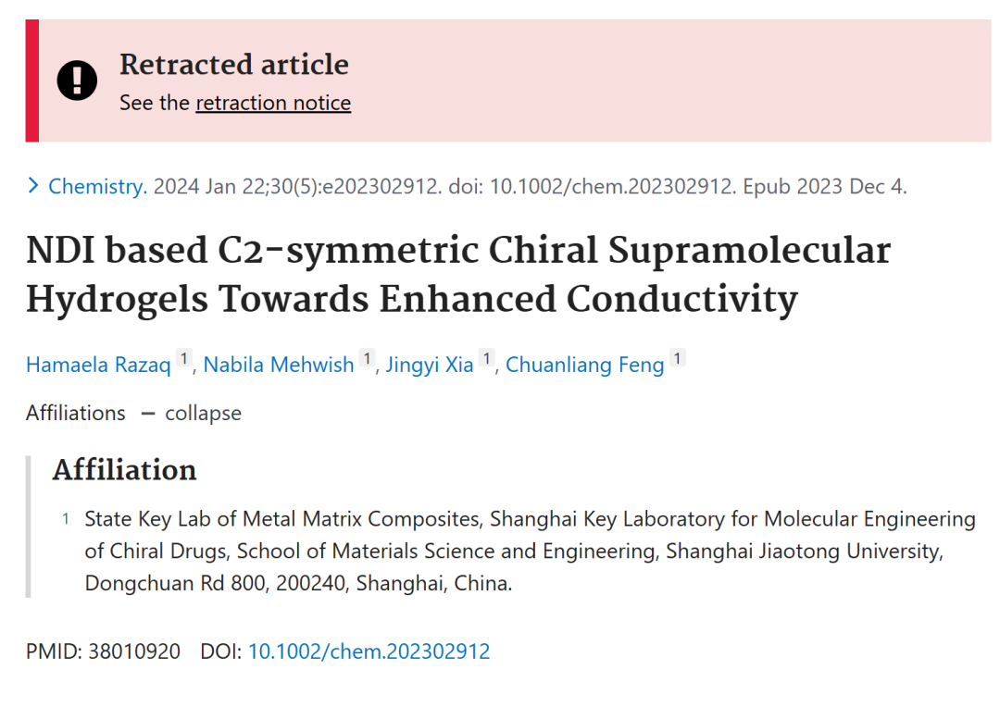 Retracted article
See the retraction notice
Chemistry. 2024 Jan 22;30(5):e202302912. doi: 10.1002/chem.202302912. Epub 2023 Dec 4.
NDI based C2-symmetric Chiral Supramolecular
Hydrogels Towards Enhanced Conductivity
Hamaela Razaq 1, Nabila Mehwish 1, Jingyi Xia 1, Chuanliang Feng 1
Affiliations — collapse
Affiliation
1 State Key Lab of Metal Matrix Composites, Shanghai Key Laboratory for Molecular Engineering
of Chiral Drugs, School of Materials Science and Engineering, Shanghai Jiaotong University,
Dongchuan Rd 800, 200240, Shanghai, China.
PMID: 38010920 DOI: 10.1002/chem.202302912